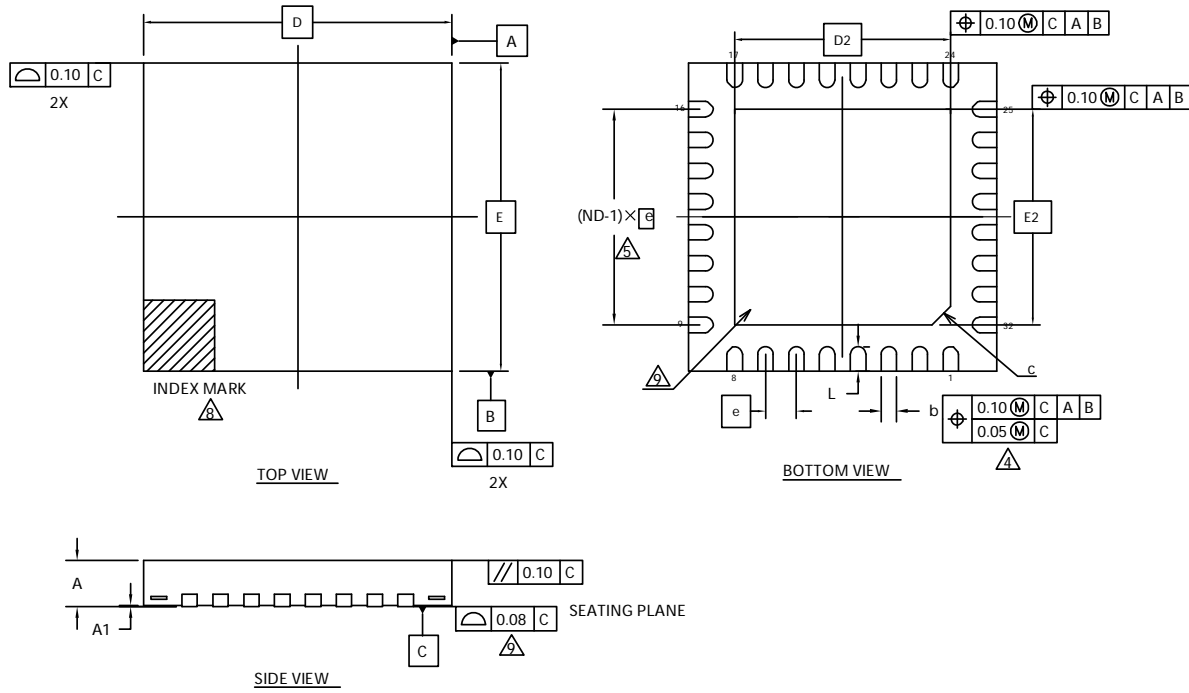 D
A
0.10 C
2X
E
INDEX MARK
8
B
0.10 C
2X
TOP VIEW
0.10 Ⓜ C A B
D2
17
24
0.10 Ⓜ C A B
16
25
(ND-1)× e
5
E2
9
32
9
8
1
C
L
e
b
0.10 Ⓜ C A B
0.05 Ⓜ C
4
BOTTOM VIEW
A
// 0.10 C
A1
SEATING PLANE
0.08 C
9
C
SIDE VIEW